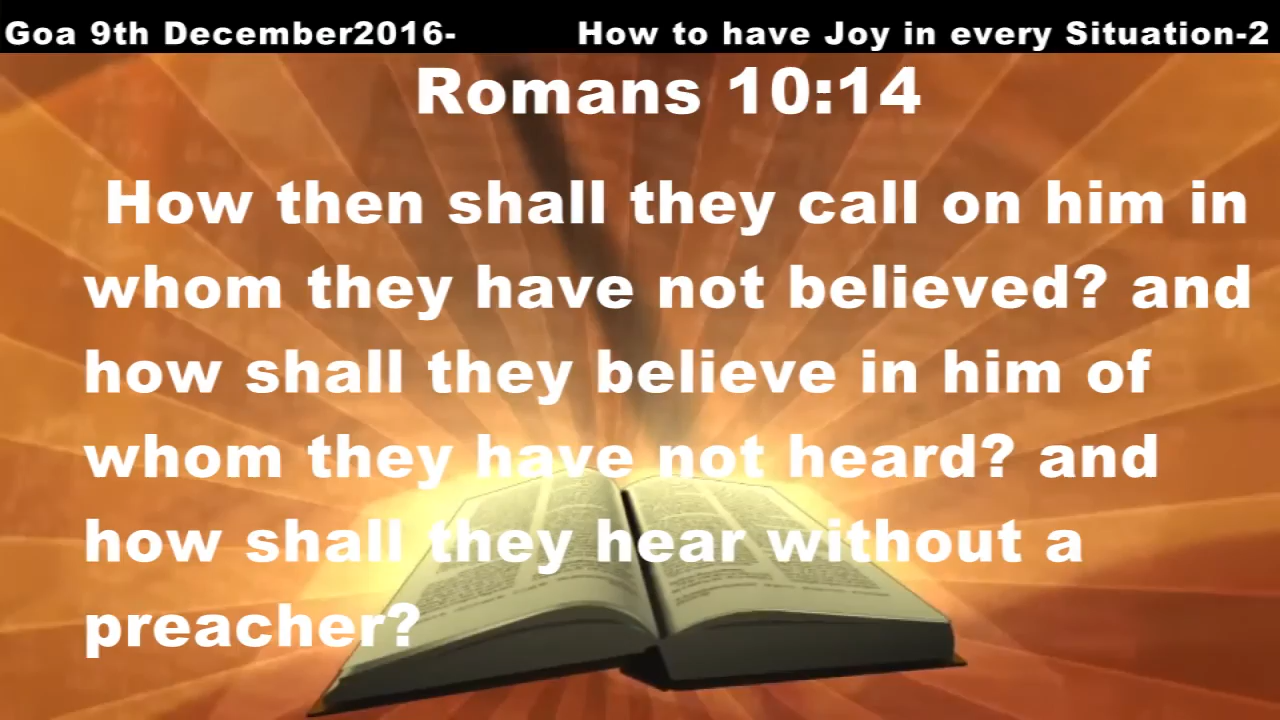 Goa 9th December2016- How to have Joy in every Situation-2
Romans 10:14
How then shall they call on him in
whom they have not believed? and
how shall they believe in him of
whom they have not heard? and
how shall they hear without a
preacher?